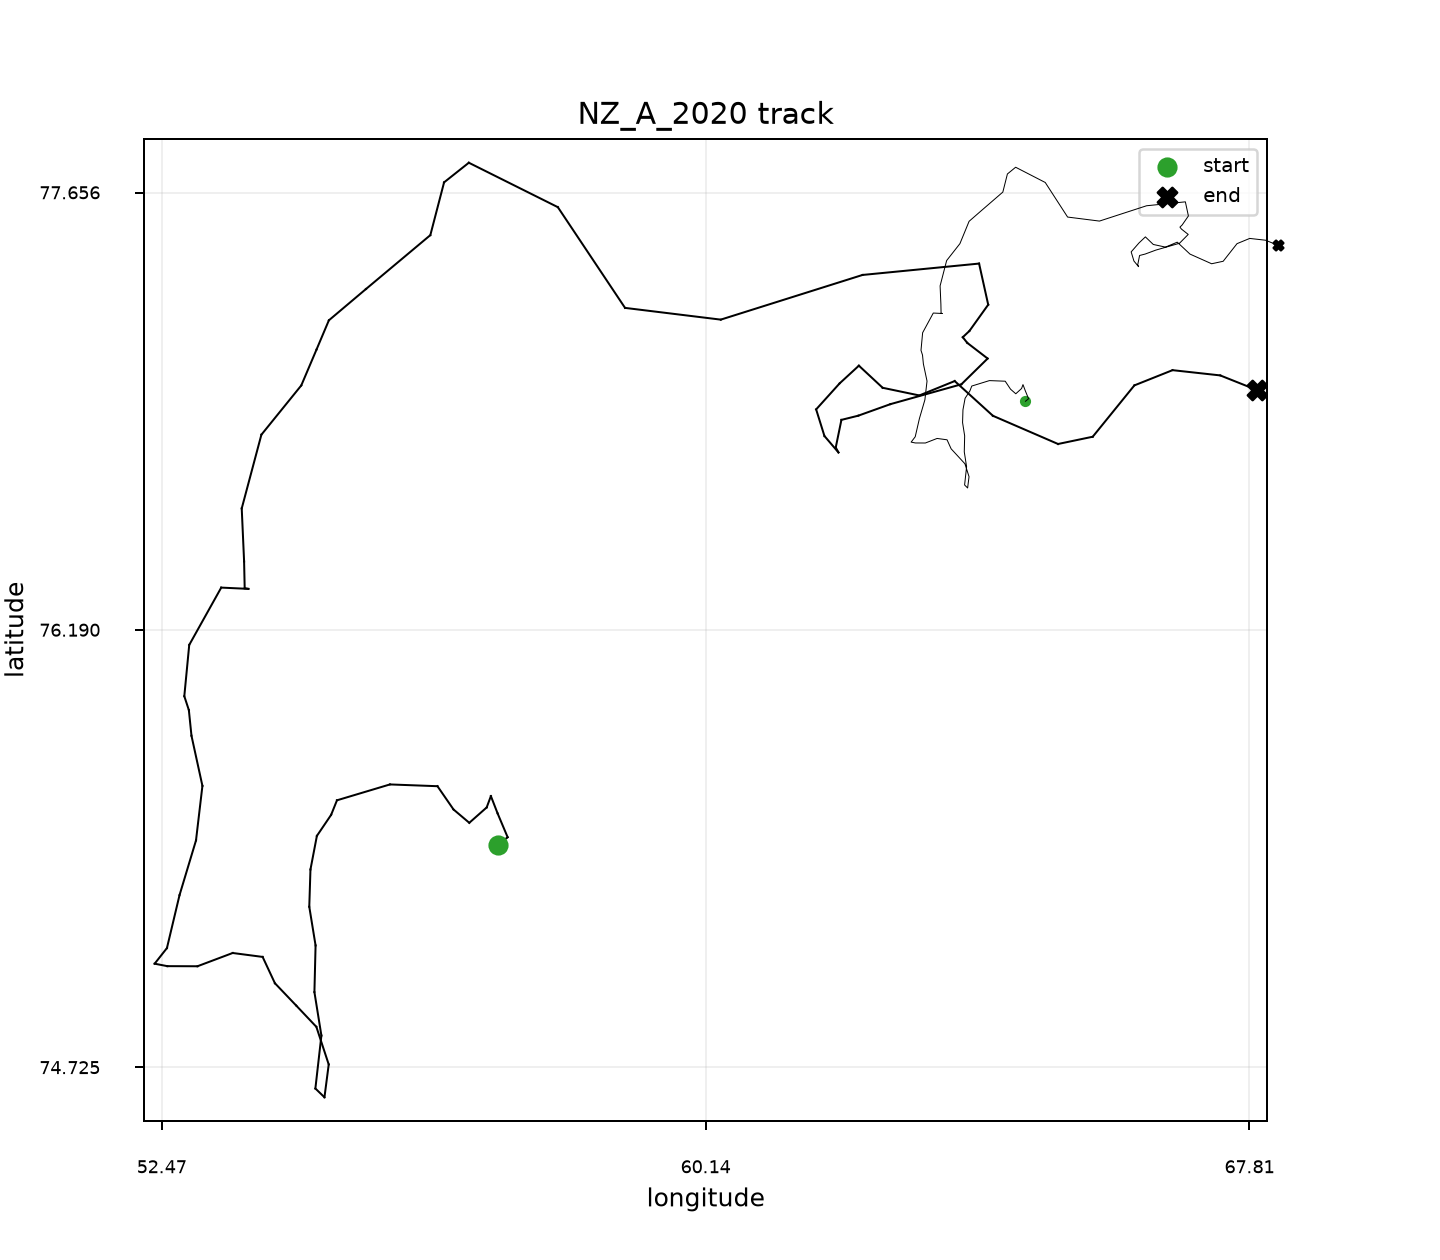 NZ_A_2020 track
start
end
77.656
76.190
74.725
latitude
52.47
60.14
67.81
longitude